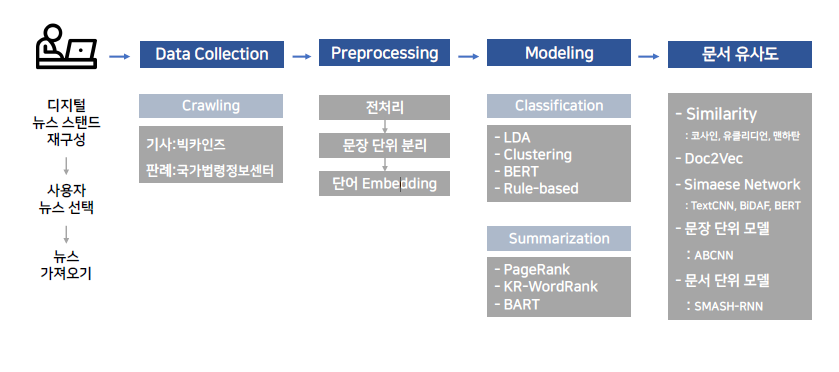 디지털
뉴스 스탠드
재구성
사용자
뉴스 선택
뉴스
가져오기
Data Collection
Crawling
기사:빅카인즈
판례:국가법령정보센터
Preprocessing
전처리
문장 단위 분리
단어 Embedding
Modeling
Classification
- LDA
- Clustering
- BERT
- Rule-based
Summarization
- PageRank
- KR-WordRank
- BART
문서 유사도
- Similarity
: 코사인, 유클리디언, 맨하탄
- Doc2Vec
- Simaese Network
: TextCNN, BiDAF, BERT
- 문장 단위 모델
: ABCNN
- 문서 단위 모델
: SMASH-RNN